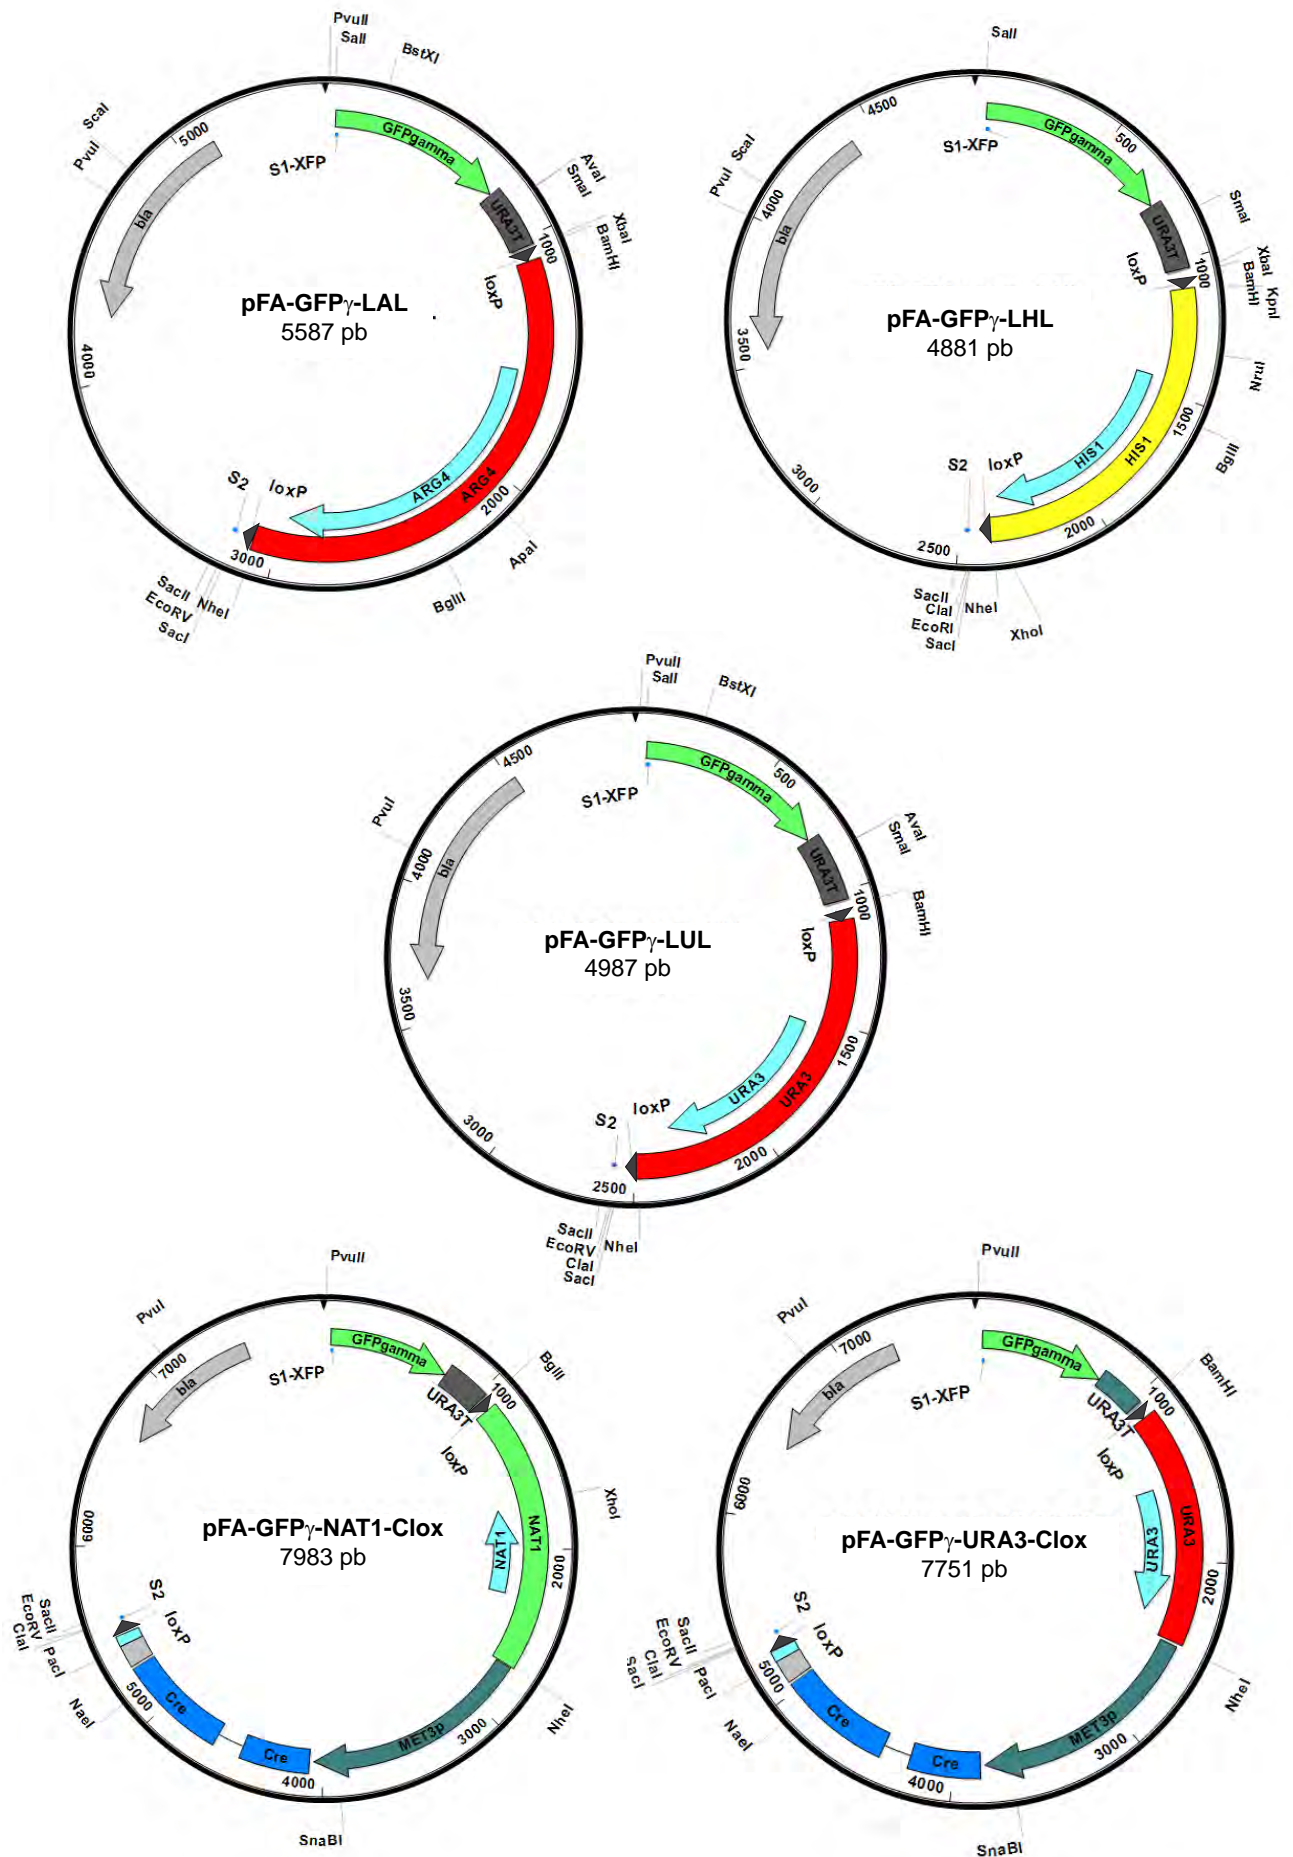 PvuII
SalI
BstXI
ScaI
PvuI
5000
GFPgamma
S1-XFP
AvaI
SmaI
URA3T
XbaI
BamHI
1000
bla
loxP
pFA-GFPγ-LAL
5587 pb
4000
ARG4
ARG4
2000
S2
loxP
ApaI
3000
BglII
SacII
EcoRV
SacI
NheI
SalI
4500
GFPgamma
500
S1-XFP
ScaI
PvuI
4000
SmaI
URA3T
bla
XbaI
BamHI
KpnI
1000
loxP
pFA-GFPγ-LHL
4881 pb
3500
NruI
1500
HIS1
HIS1
BglII
S2
loxP
3000
2000
2500
SacII
ClaI
EcoRI
SacI
NheI
XhoI
PvuII
SalI
BstXI
4500
500
GFPgamma
S1-XFP
PvuI
AvaI
SmaI
4000
bla
URA3T
1000
BamHI
loxP
pFA-GFPγ-LUL
4987 pb
3500
1500
URA3
URA3
S2
loxP
3000
2000
2500
SacII
EcoRV
ClaI
SacI
NheI
PvuII
PvuI
7000
GFPgamma
bla
S1-XFP
BglII
1000
URA3T
loxP
XhoI
pFA-GFPγ-NAT1-Clox
7983 pb
NAT1
NAT1
6000
2000
S2
loxP
SacII
EcoRV
ClaI
PacI
NaeI
5000
Cre
Cre
MET3p
3000
NheI
4000
SnaBI
PvuII
PvuI
7000
GFPgamma
bla
S1-XFP
BamHI
1000
URA3T
loxP
6000
pFA-GFPγ-URA3-Clox
7751 pb
URA3
URA3
2000
S2
loxP
SacII
EcoRV
ClaI
SacI
PacI
NaeI
5000
Cre
Cre
MET3p
3000
NheI
4000
SnaBI